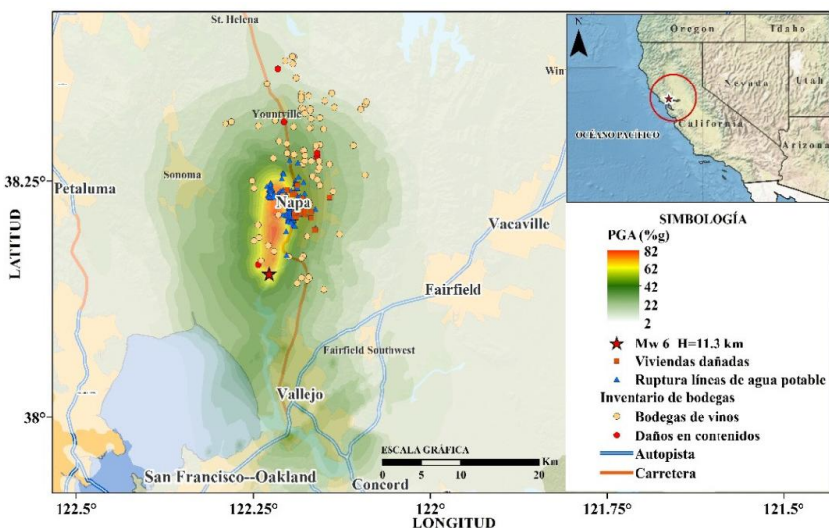 St. Helena
Yountville
Sonoma
38.25°
Petaluma
Napa
Vacaville
Fairfield
Fairfield Southwest
Vallejo
38°
San Francisco--Oakland
Concord
LATITUD
ESCALA GRÁFICA
Km
0 5 10 20
122.5 122.25 122 121.75 121.5
LONGITUD
N
Oregon Idaho
Nevada
Utah
California
Arizona
OCÉANO PACÍFICO
SIMBOLOGÍA
PGA (%g)
82
62
42
22
2
Mw 6 H=11.3 km
Viviendas dañadas
Ruptura líneas de agua potable
Inventario de bodegas
Bodegas de vinos
Daños en contenidos
Autopista
Carretera